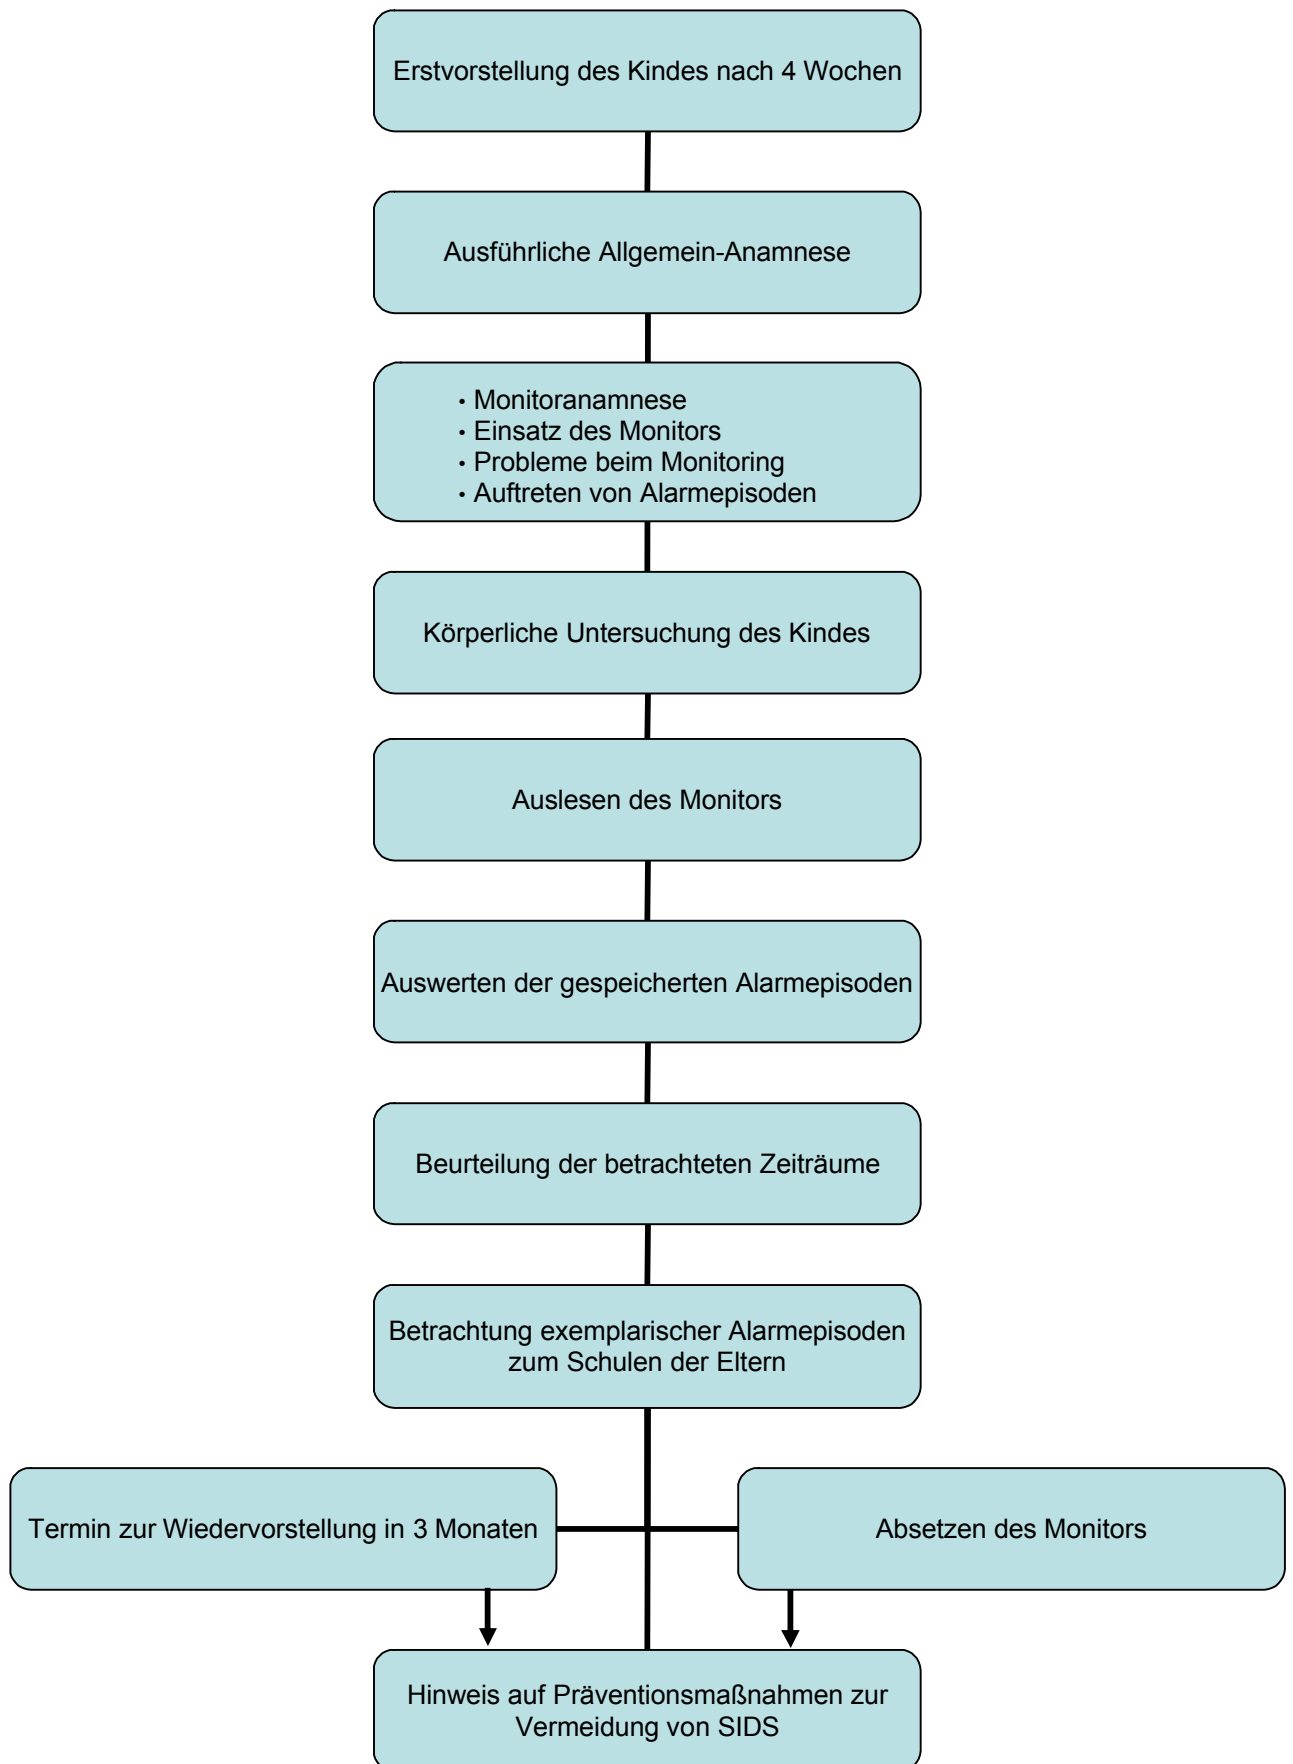 Erstvorstellung des Kindes nach 4 Wochen
Ausführliche Allgemein-Anamnese
• Monitoranamnese
• Einsatz des Monitors
• Probleme beim Monitoring
• Auftreten von Alarmepisoden
Körperliche Untersuchung des Kindes
Auslesen des Monitors
Auswerten der gespeicherten Alarmepisoden
Beurteilung der betrachteten Zeiträume
Betrachtung exemplarischer Alarmepisoden
zum Schulen der Eltern
Termin zur Wiedervorstellung in 3 Monaten
Absetzen des Monitors
Hinweis auf Präventionsmaßnahmen zur
Vermeidung von SIDS